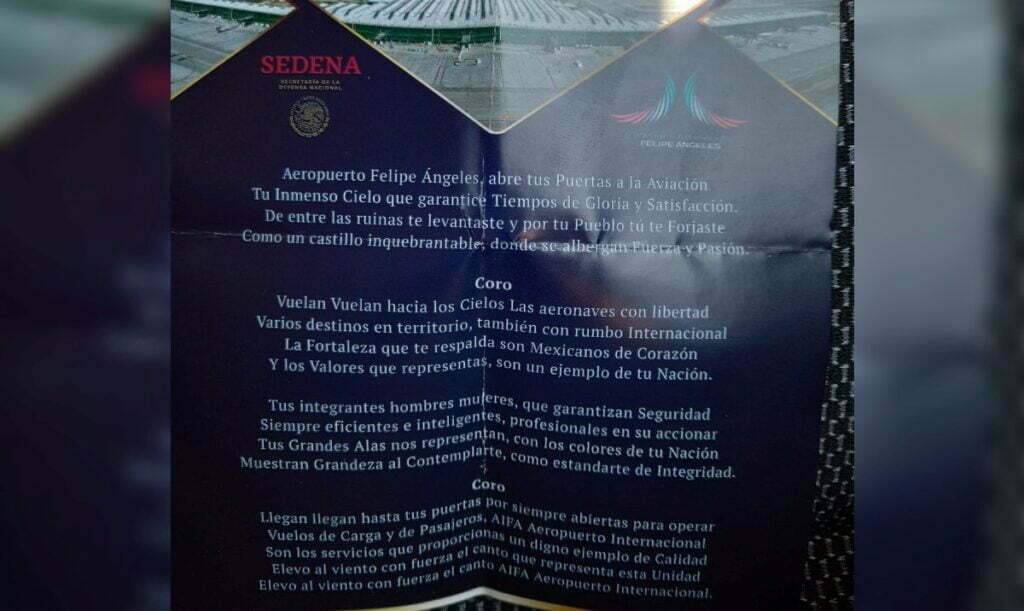 SEDENA
SECRETARÍA DE LA
DEFENSA NACIONAL
FELIPE ÁNGELES
Aeropuerto Felipe Ángeles, abre tus Puertas a la Aviación
Tu Inmenso Cielo que garantice Tiempos de Gloria y Satisfacción.
De entre las ruinas te levantaste y por tu Pueblo tú te Forjaste
Como un castillo inquebrantable, donde se albergan Fuerza y Pasión.
Coro
Vuelan Vuelan hacia los Cielos Las aeronaves con libertad
Varios destinos en territorio, también con rumbo Internacional
La Fortaleza que te respalda son Mexicanos de Corazón
Y los Valores que representas, son un ejemplo de tu Nación.
Tus integrantes hombres mujeres, que garantizan Seguridad
Siempre eficientes e inteligentes, profesionales en su accionar
Tus Grandes Alas nos representan, con los colores de tu Nación
Muestran Grandeza al Contemplarte, como estandarte de Integridad.
Coro
Llegan llegan hasta tus puertas por siempre abiertas para operar
Vuelos de Carga y de Pasajeros, AIFA Aeropuerto Internacional
Son los servicios que proporcionas un digno ejemplo de Calidad
Elevo al viento con fuerza el canto que representa esta Unidad
Elevo al viento con fuerza el canto AIFA Aeropuerto Internacional.